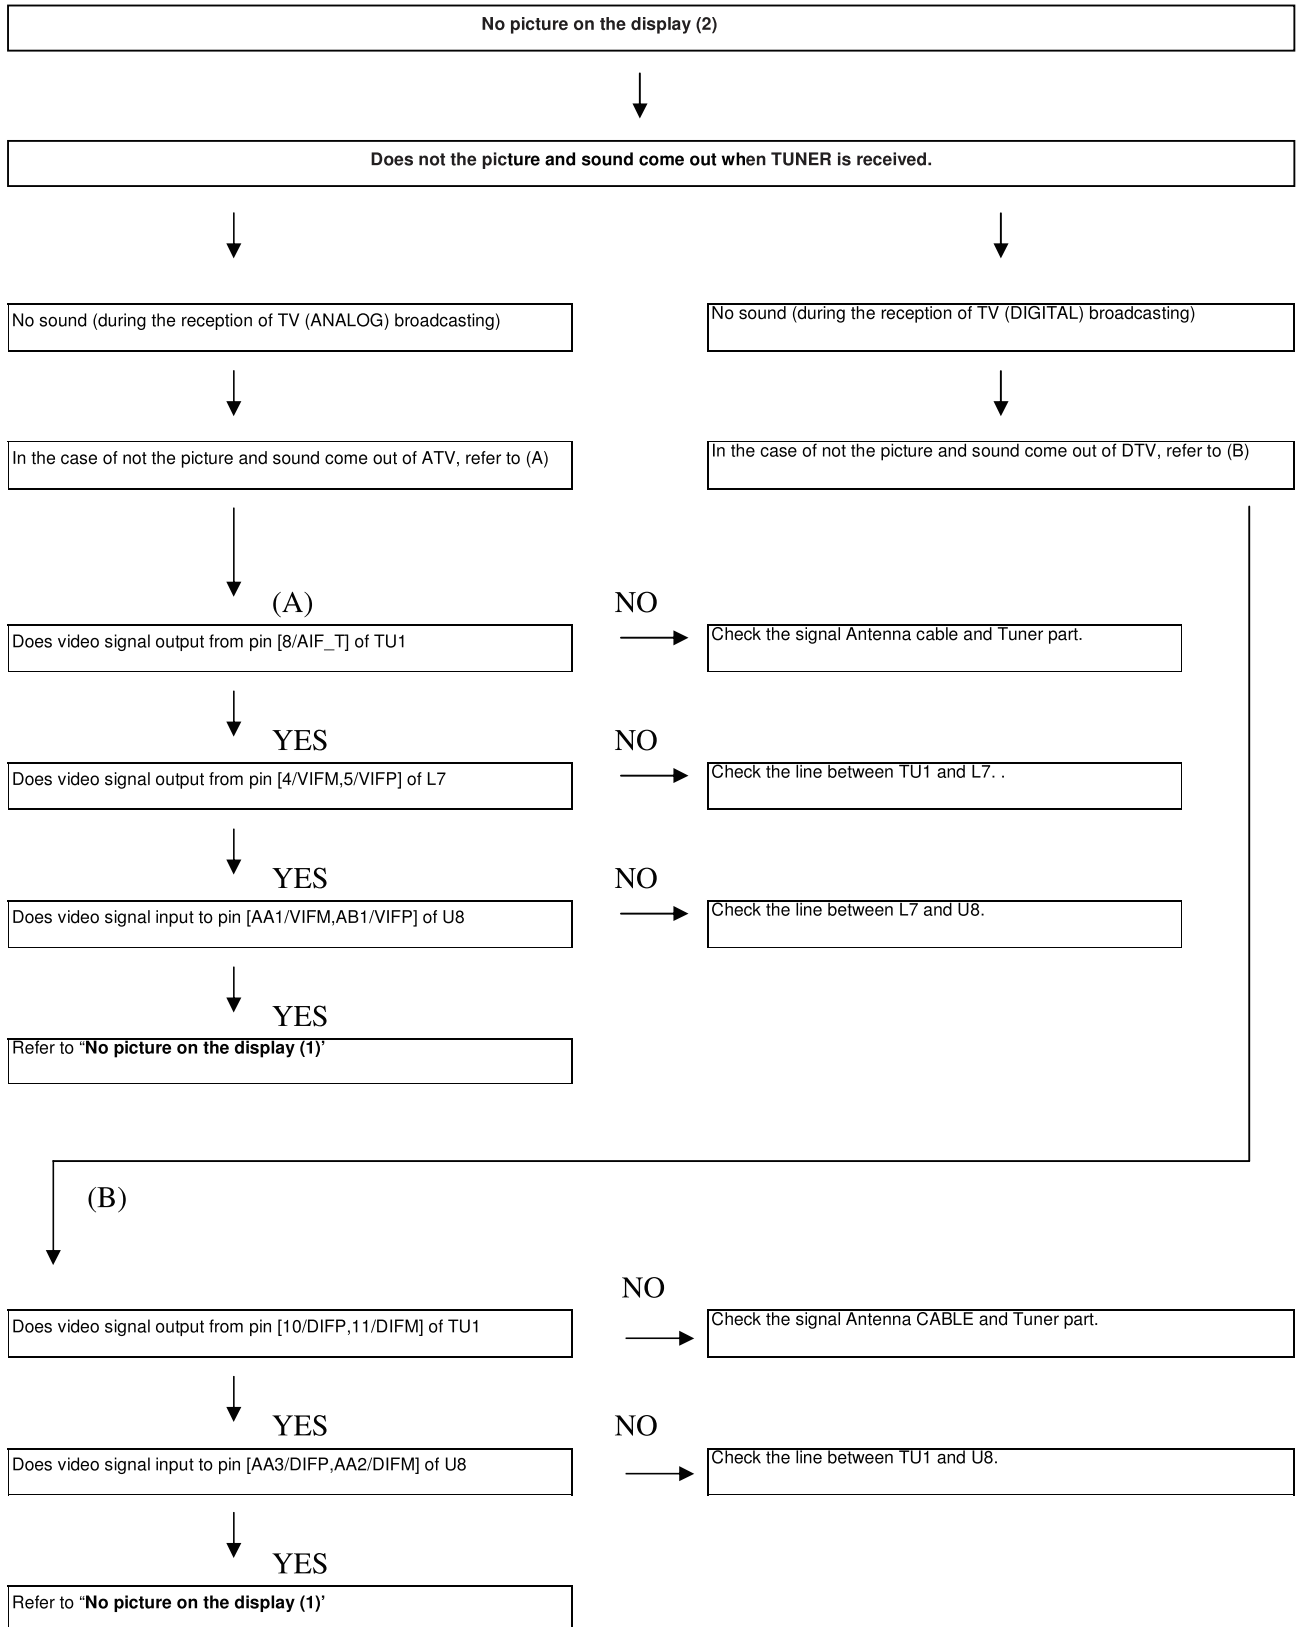 No picture on the display (2)
Does not the picture and sound come out when TUNER is received.
No sound (during the reception of TV (ANALOG) broadcasting)
No sound (during the reception of TV (DIGITAL) broadcasting)
In the case of not the picture and sound come out of ATV, refer to (A)
In the case of not the picture and sound come out of DTV, refer to (B)
(A)
NO
Does video signal output from pin [8/AIF_T] of TU1
Check the signal Antenna cable and Tuner part.
YES
NO
Does video signal output from pin [4/VIFM,5/VIFP] of L7
Check the line between TU1 and L7. .
YES
NO
Does video signal input to pin [AA1/VIFM,AB1/VIFP] of U8
Check the line between L7 and U8.
YES
Refer to “No picture on the display (1)’
(B)
NO
Does video signal output from pin [10/DIFP,11/DIFM] of TU1
Check the signal Antenna CABLE and Tuner part.
YES
NO
Does video signal input to pin [AA3/DIFP,AA2/DIFM] of U8
Check the line between TU1 and U8.
YES
Refer to “No picture on the display (1)’